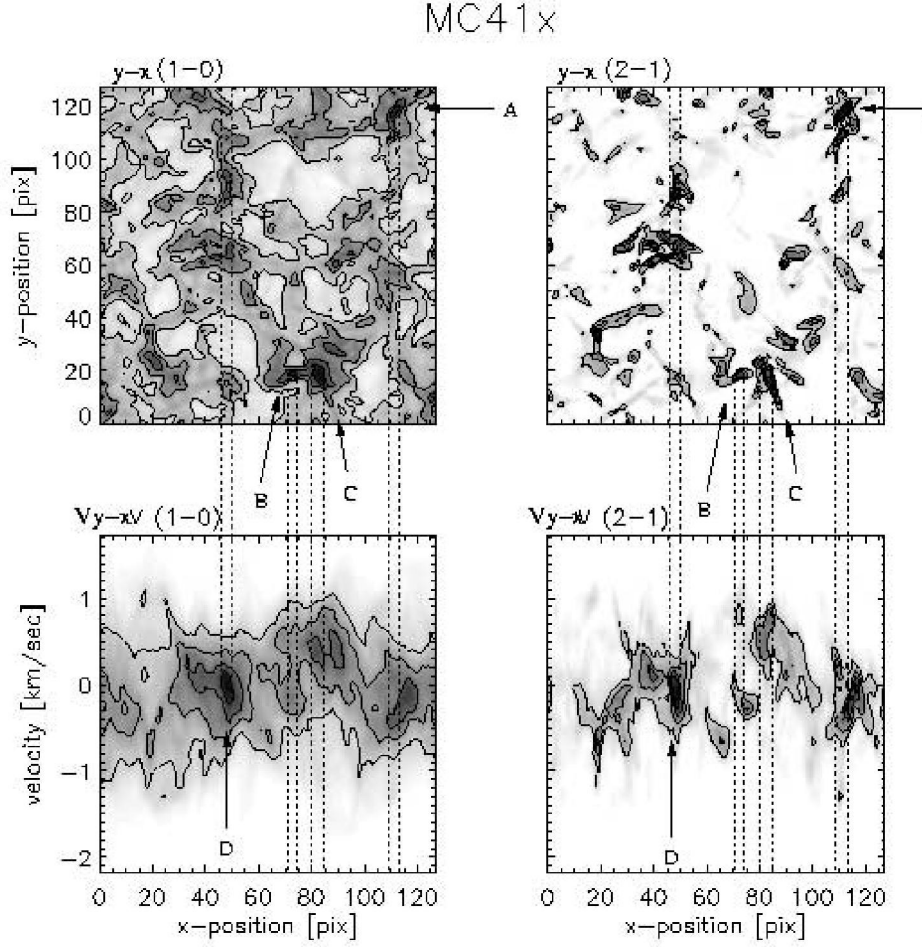 MC41x
y-x (1-0)
y-x (2-1)
120
100
80
60
40
20
0
y-position [pix]
A
B
C
B
C
Vy-xV (1-0)
Vy-xV (2-1)
1
0
-1
-2
velocity [km/sec]
D
D
0 20 40 60 80 100 120
0 20 40 60 80 100 120
x-position [pix]
x-position [pix]